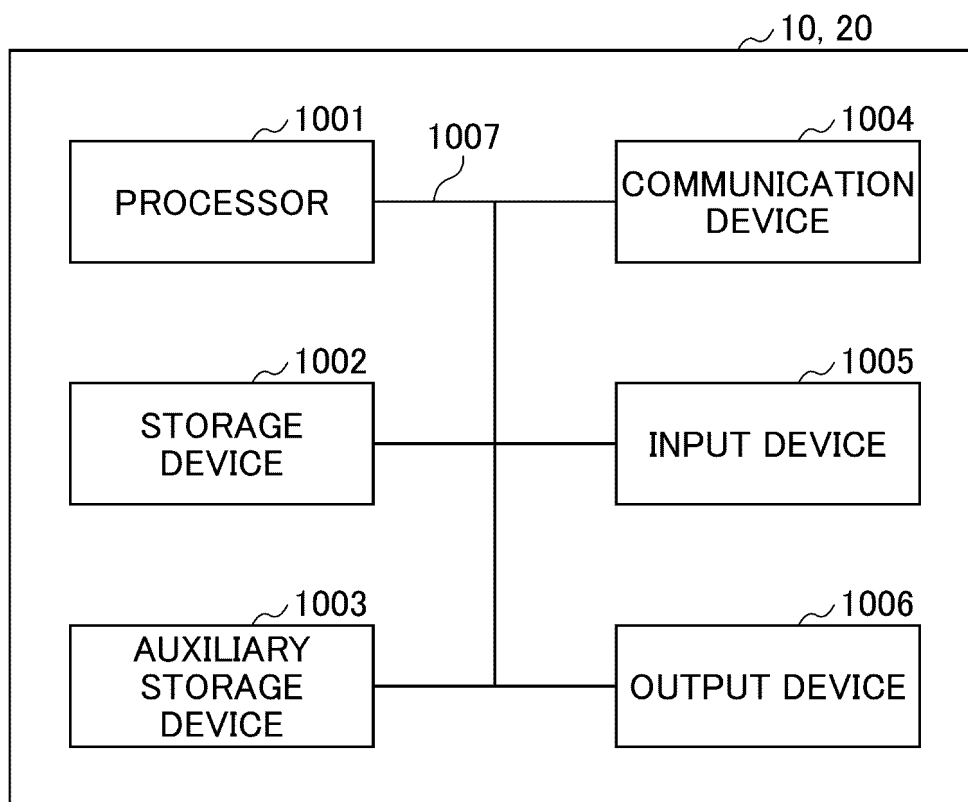 10, 20
1001
PROCESSOR
1007
1004
COMMUNICATION
DEVICE
1002
STORAGE
DEVICE
1005
INPUT DEVICE
1003
AUXILIARY
STORAGE
DEVICE
1006
OUTPUT DEVICE